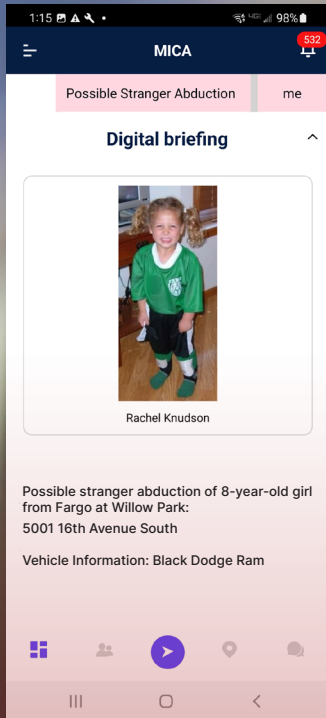 1:15
4GE 98%
MICA
532
Possible Stranger Abduction
me
Digital briefing
Rachel Knudson
Possible stranger abduction of 8-year-old girl
from Fargo at Willow Park:
5001 16th Avenue South
Vehicle Information: Black Dodge Ram